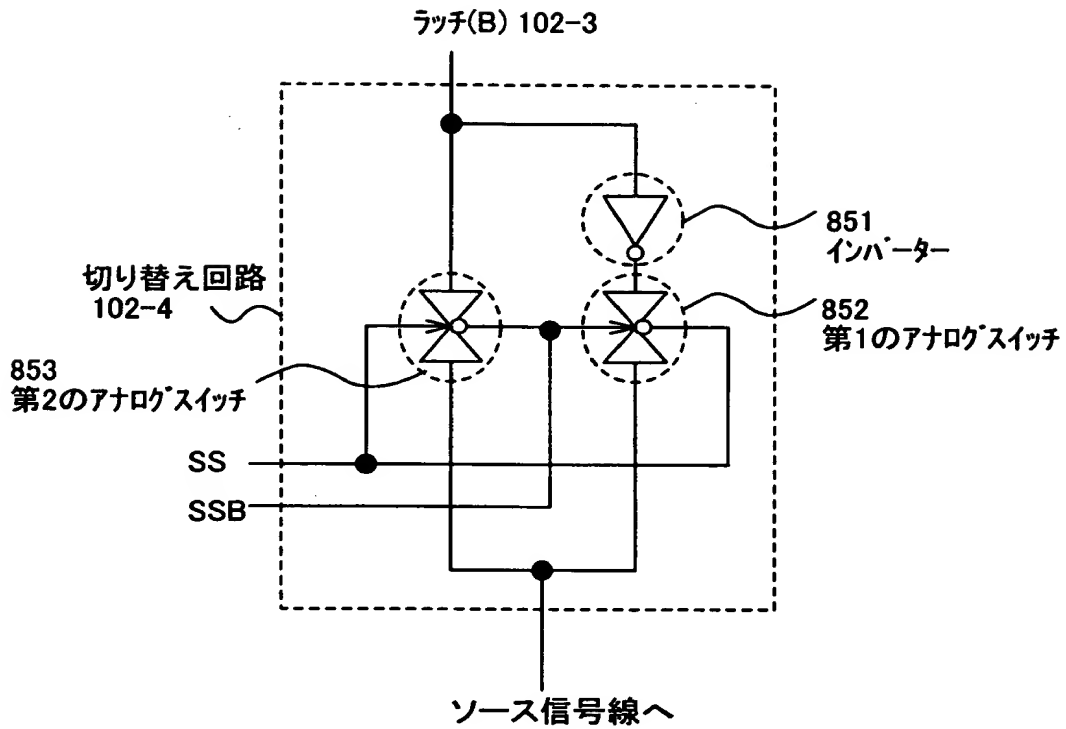 ラッチ(B) 102-3
851
インバーター
切り替え回路
102-4
852
第1のアナログスイッチ
853
第2のアナログスイッチ
SS
SSB
ソース信号線へ